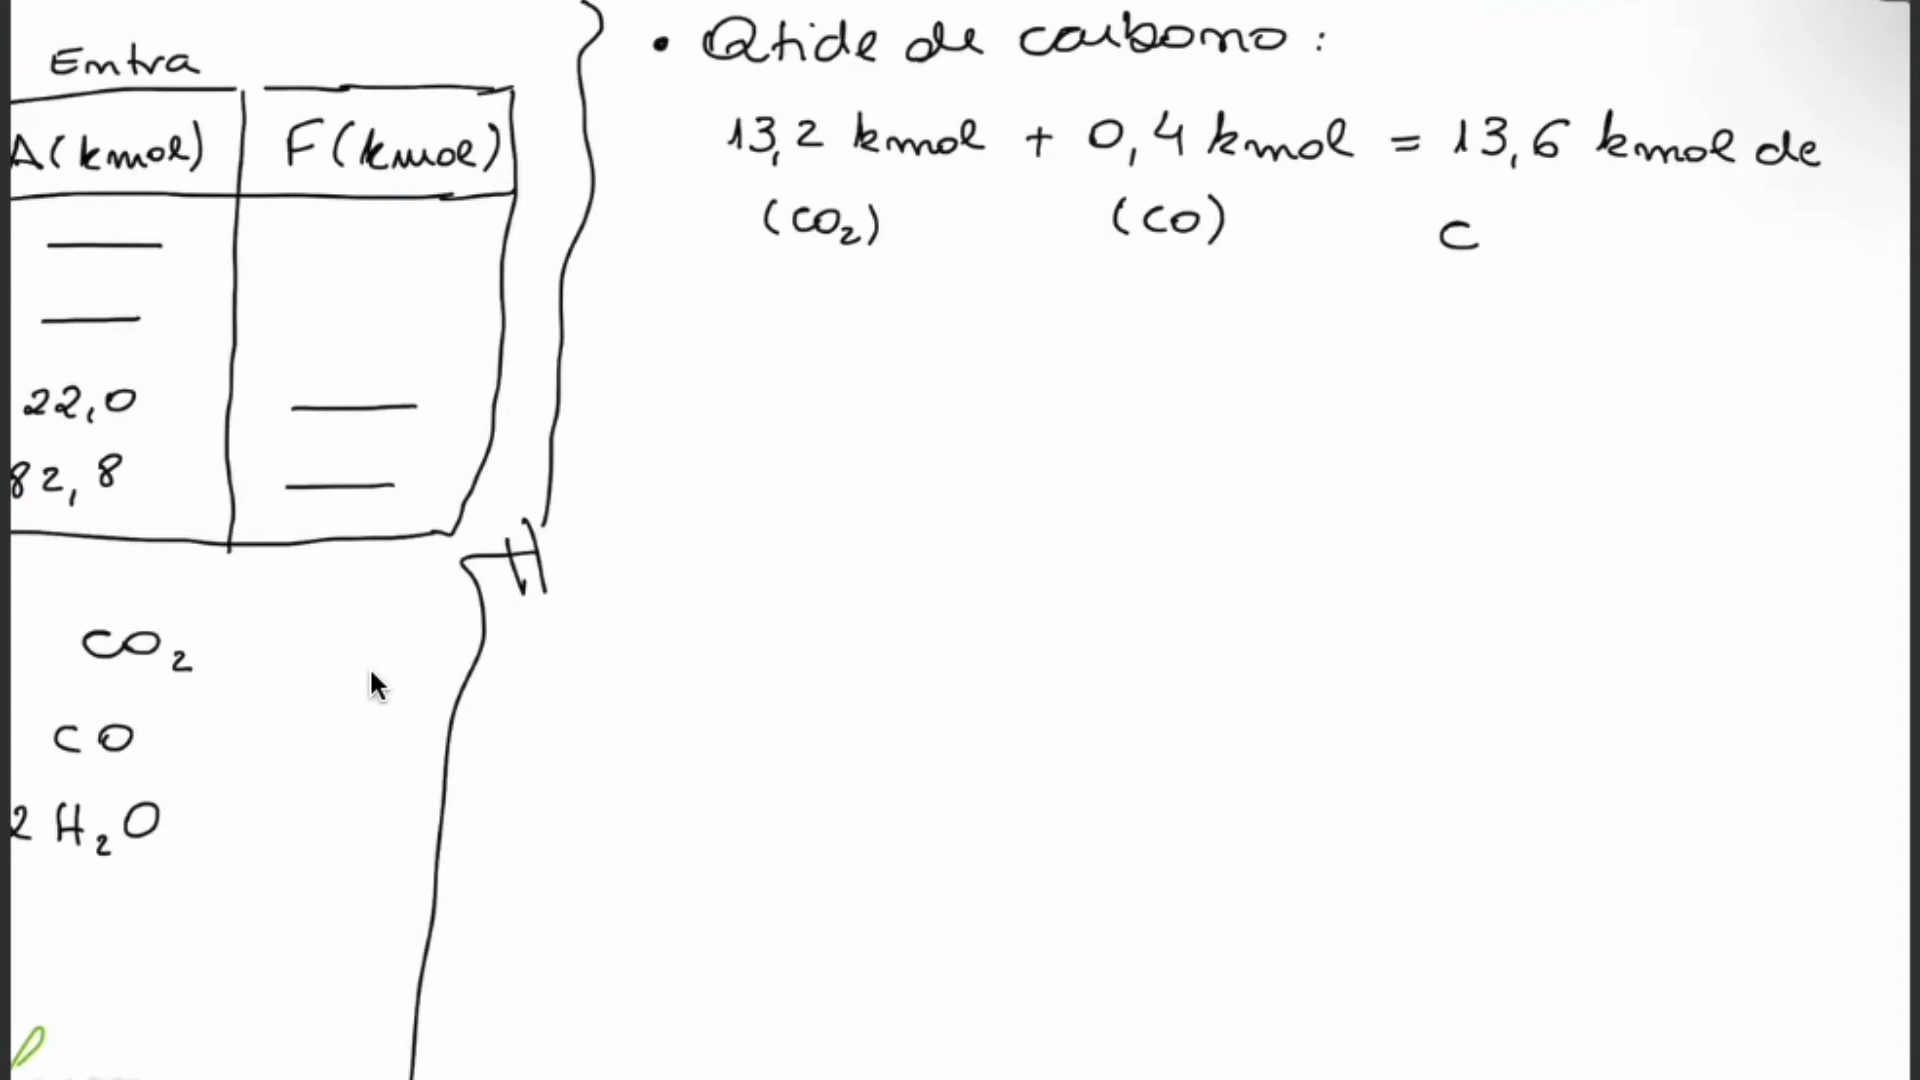 Entra
A(kmol) F(kmol)
22,0
82,8
CO2
CO
2 H2O
• Qtide de carbono:
13,2 kmol + 0,4 kmol = 13,6 kmol de
(CO2) (CO) C